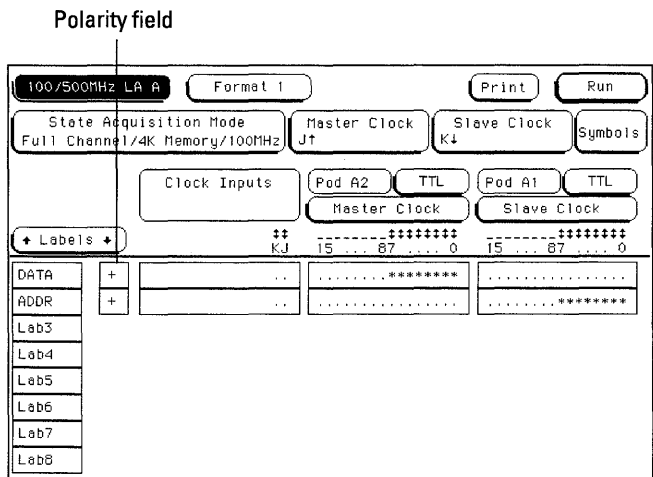 Polarity field
100/500MHz LA A Format 1 Print Run
State Acquisition Mode Master Clock Slave Clock Symbols
Full Channel/4K Memory/100MHz J↑ K↓
Clock Inputs Pod A2 TTL Pod A1 TTL
Master Clock Slave Clock
↕↕ ________↕↕↕↕↕↕↕↕ ________↕↕↕↕↕↕↕↕
↑ Labels ↓ KJ 15 ... 87 .... 0 15 ... 87 .... 0
DATA + .. ........******** ................
ADDR + .. ................ ........********
Lab3
Lab4
Lab5
Lab6
Lab7
Lab8